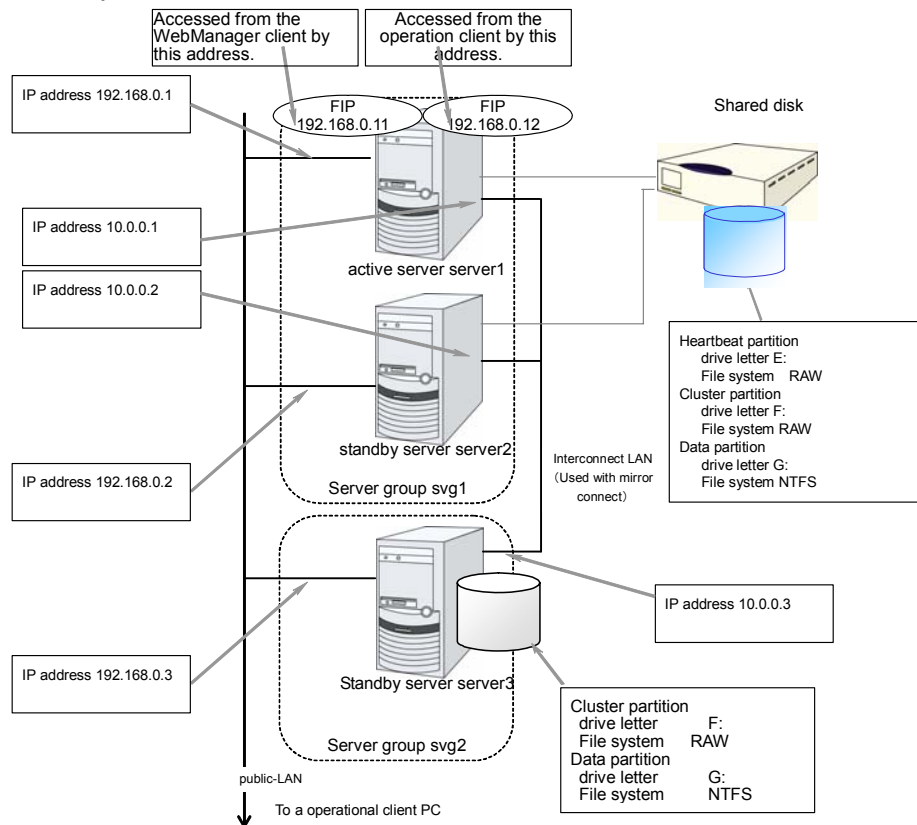 Accessed from the
WebManager client by
this address.
Accessed from the
operation client by this
address.
IP address 192.168.0.1
FIP
192.168.0.11
FIP
192.168.0.12
Shared disk
IP address 10.0.0.1
active server server1
IP address 10.0.0.2
Heartbeat partition
drive letter E:
File system RAW
Cluster partition
drive letter F:
File system RAW
Data partition
drive letter G:
File system NTFS
standby server server2
Interconnect LAN
(Used with mirror
connect)
IP address 192.168.0.2
Server group svg1
IP address 10.0.0.3
IP address 192.168.0.3
Standby server server3
Cluster partition
drive letter F:
File system RAW
Data partition
drive letter G:
File system NTFS
Server group svg2
public-LAN
To a operational client PC